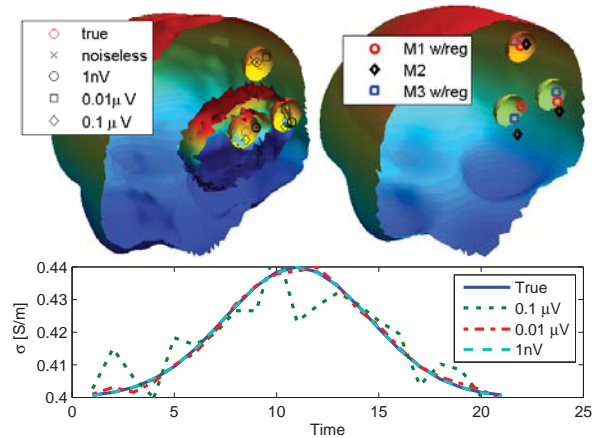 true
noiseless
1nV
0.01μ V
0.1 μV
M1 w/reg
M2
M3 w/reg
0.44
0.43
0.42
0.41
0.4
σ [S/m]
True
0.1 μV
0.01 μV
1nV
0
5
10
15
20
25
Time